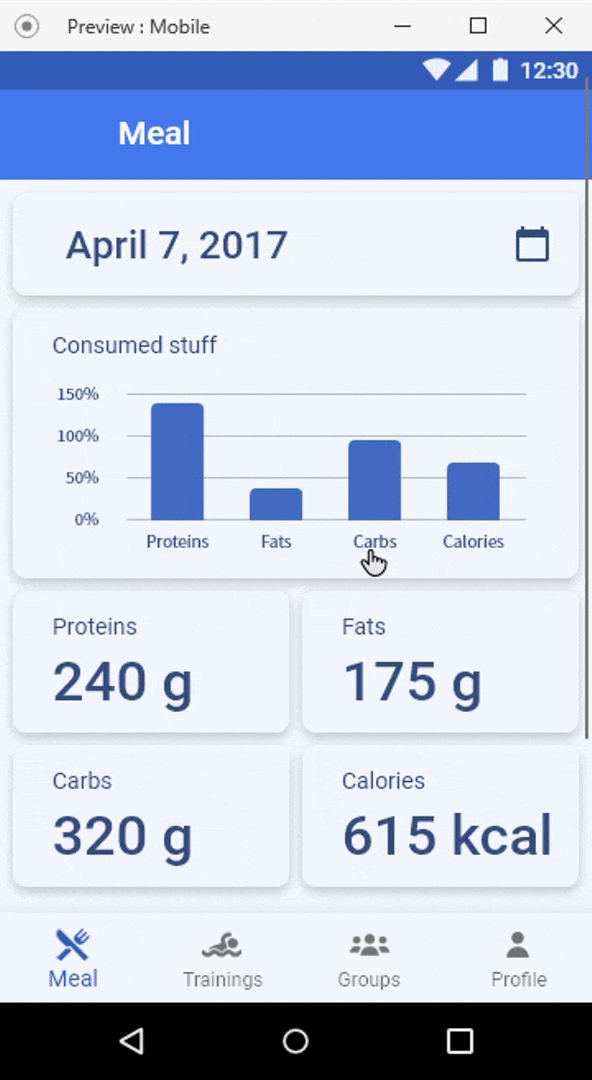 Preview : Mobile
12:30
Meal
April 7, 2017
Consumed stuff
150%
100%
50%
0%
Proteins Fats Carbs Calories
Proteins Fats
240 g 175 g
Carbs Calories
320 g 615 kcal
Meal Trainings Groups Profile